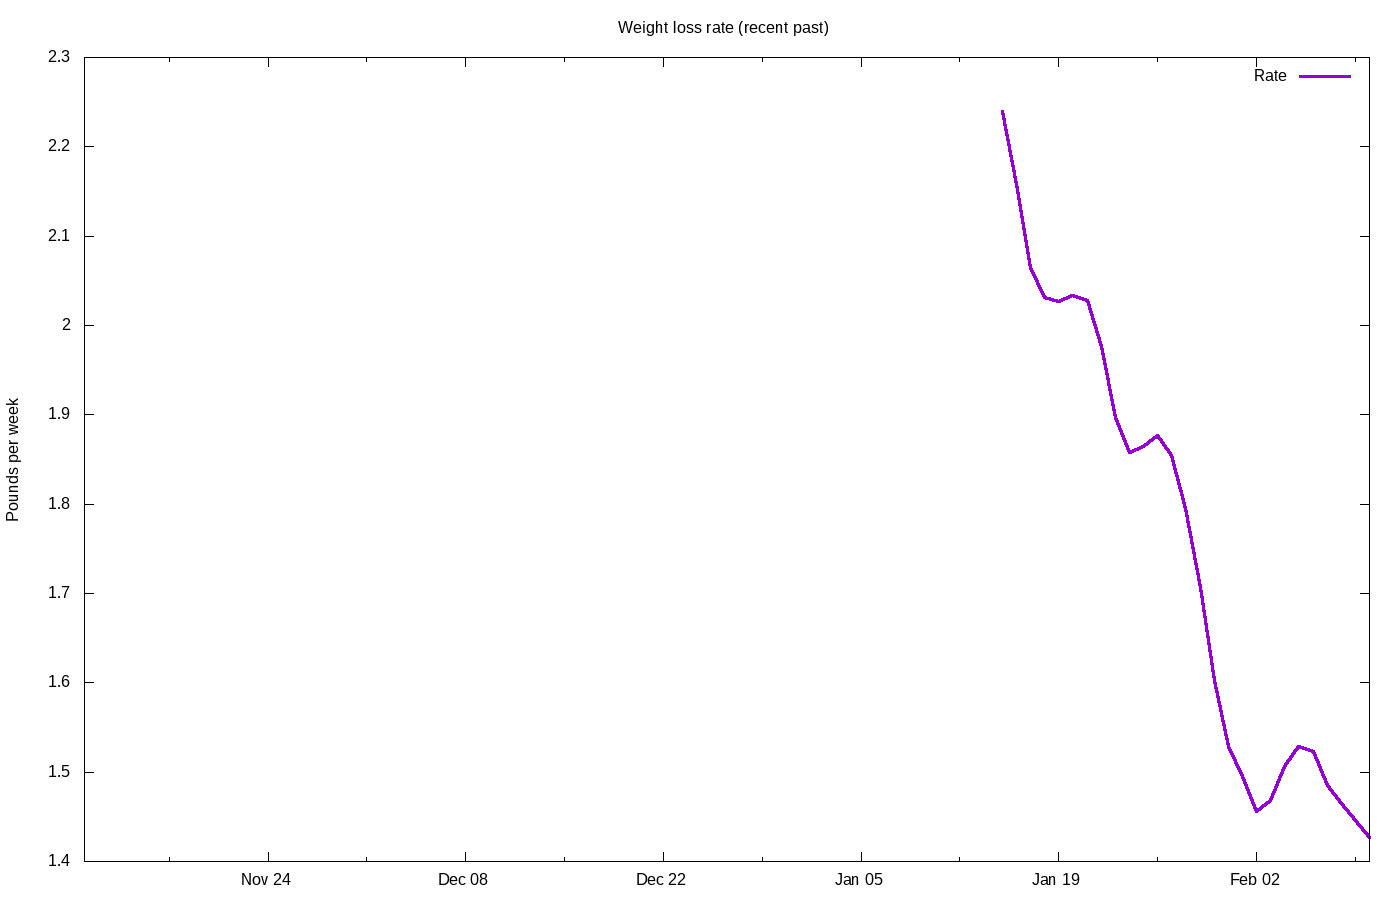 Weight loss rate (recent past)
Rate
2.3
2.2
2.1
2
1.9
1.8
1.7
1.6
1.5
1.4
Pounds per week
Nov 24
Dec 08
Dec 22
Jan 05
Jan 19
Feb 02